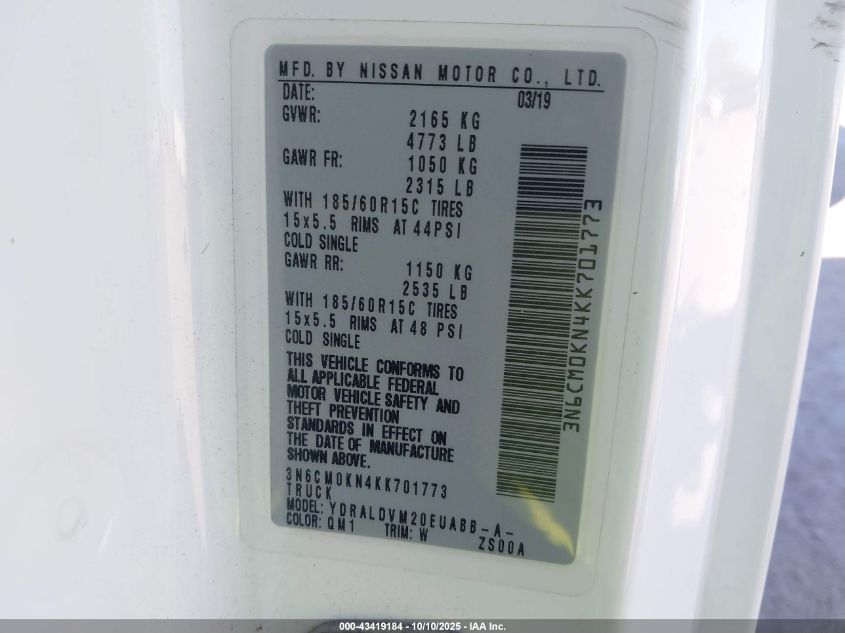 MFD. BY NISSAN MOTOR CO., LTD.
DATE: 03/19
GVWR: 2165 KG
4773 LB
GAWR FR: 1050 KG
2315 LB
WITH 185/60R15C TIRES
15x5.5 RIMS AT 44PSI
COLD SINGLE
GAWR RR: 1150 KG
2535 LB
WITH 185/60R15C TIRES
15x5.5 RIMS AT 48 PSI
COLD SINGLE
THIS VEHICLE CONFORMS TO
ALL APPLICABLE FEDERAL
MOTOR VEHICLE SAFETY AND
THEFT PREVENTION
STANDARDS IN EFFECT ON
THE DATE OF MANUFACTURE
SHOWN ABOVE.
3N6CM0KN4KK701773
TRUCK
MODEL: YDRALDVM20EUABB-A-
COLOR: QM1 TRIM: W ZS00A
3N6CM0KN4KK701773
000-43419184 - 10/10/2025 - IAA Inc.